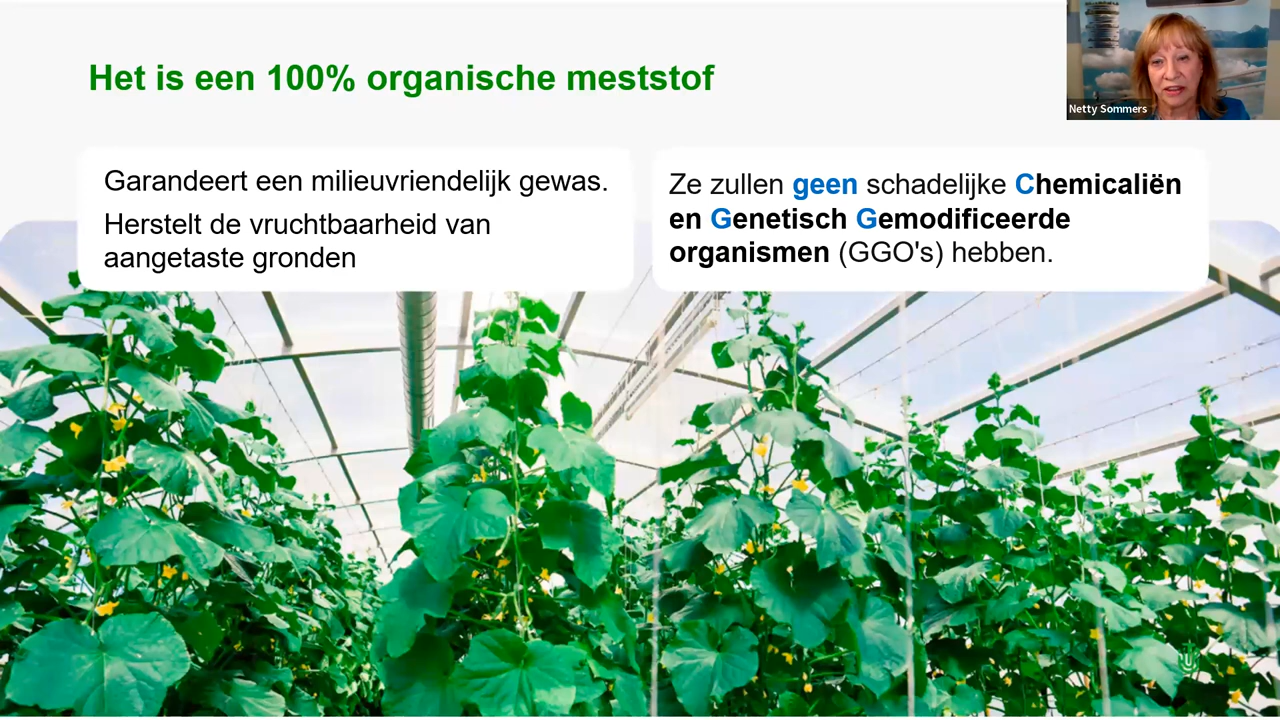 Het is een 100% organische meststof
Netty Sommers
Garandeert een milieuvriendelijk gewas.
Herstelt de vruchtbaarheid van
aangetaste gronden
Ze zullen geen schadelijke Chemicaliën
en Genetisch Gemodificeerde
organismen (GGO's) hebben.